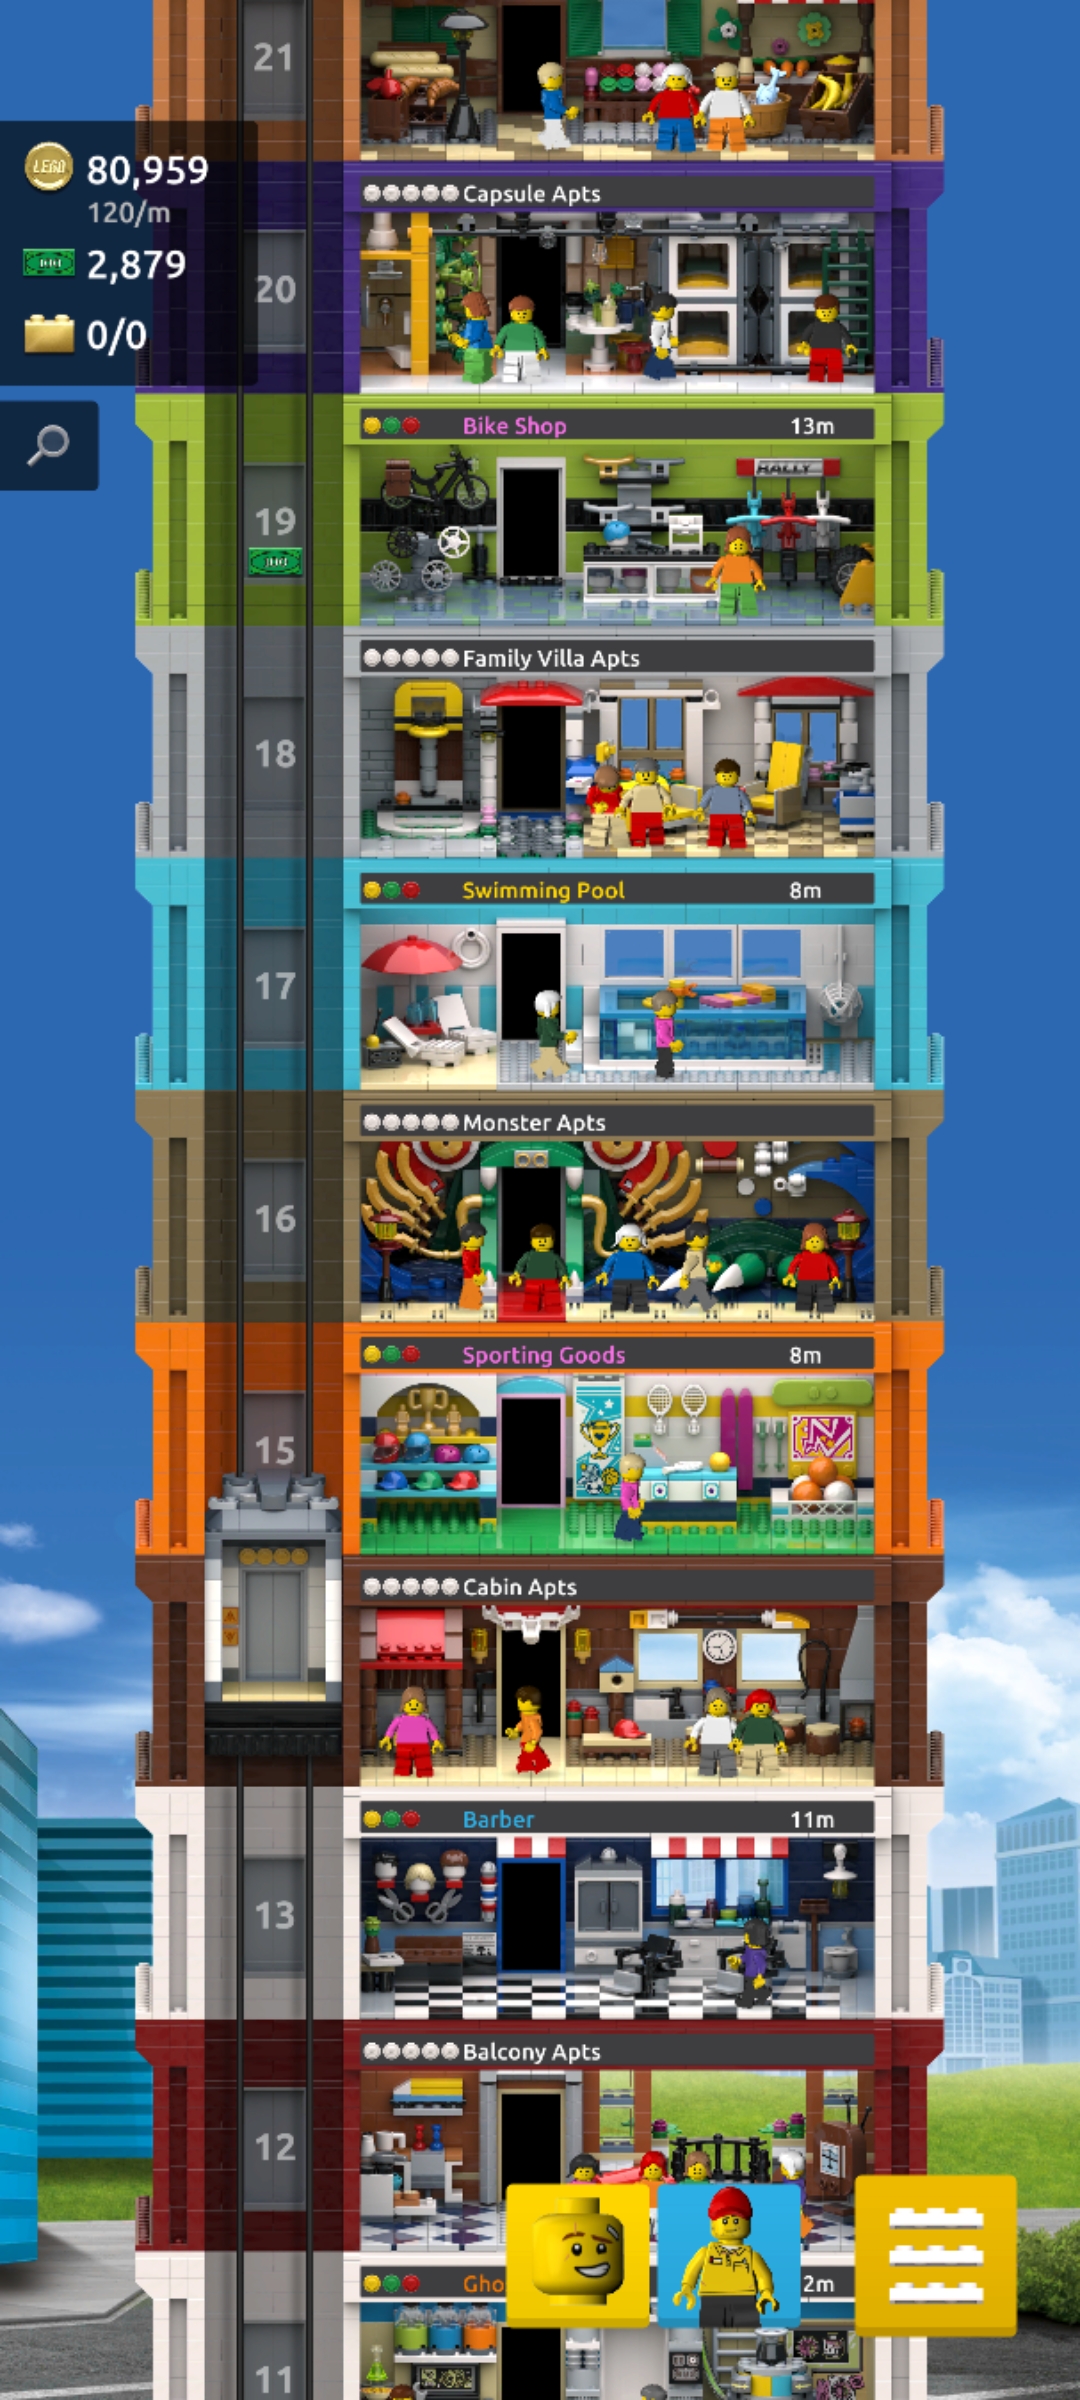 21
LEGO
80,959
120/m
2,879
0/0
Capsule Apts
20
Bike Shop 13m
RALLY
19
Family Villa Apts
18
Swimming Pool 8m
17
Monster Apts
16
Sporting Goods 8m
15
Cabin Apts
Barber 11m
13
Balcony Apts
12
Gho 2m
11